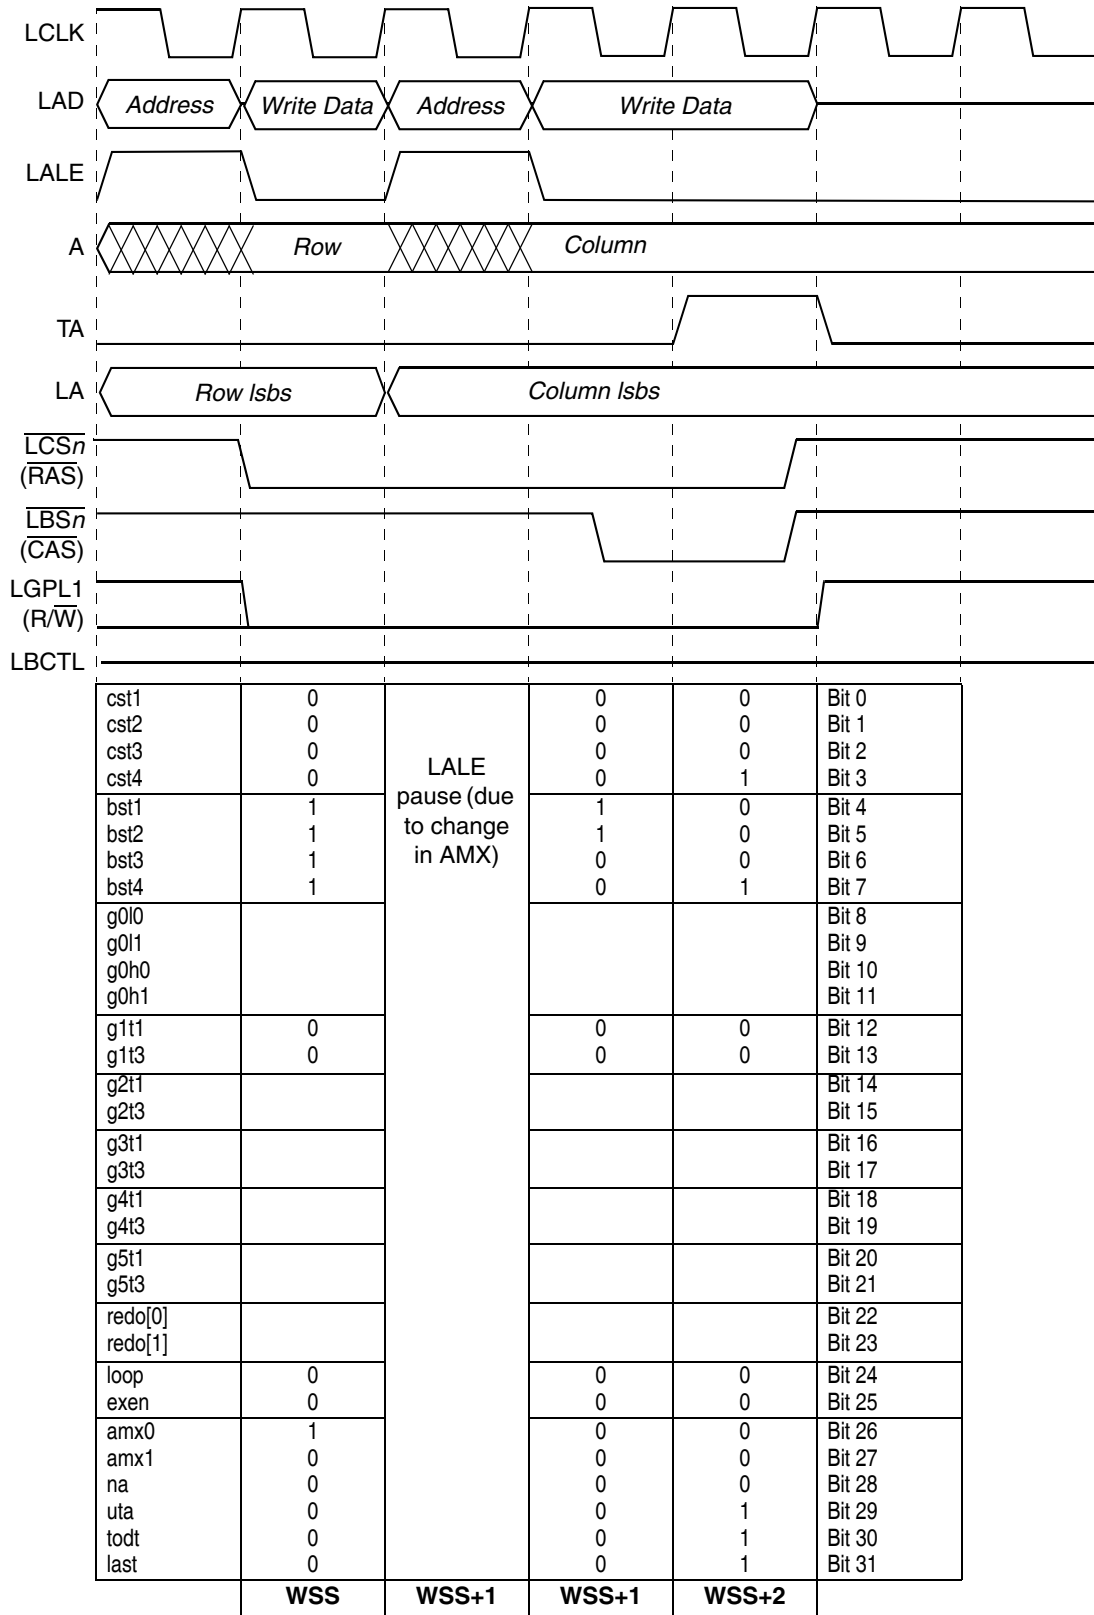 LCLK
LAD Address Write Data Address Write Data
LALE
A Row Column
TA
LA Row lsbs Column lsbs
LCSn
(RAS)
LBSn
(CAS)
LGPL1
(R/W)
LBCTL
cst1 0 0 0 Bit 0
cst2 0 0 0 Bit 1
cst3 0 0 0 Bit 2
cst4 0 0 1 Bit 3
LALE
pause (due
to change
in AMX)
bst1 1 1 0 Bit 4
bst2 1 1 0 Bit 5
bst3 1 0 0 Bit 6
bst4 1 0 1 Bit 7
g0l0 Bit 8
g0l1 Bit 9
g0h0 Bit 10
g0h1 Bit 11
g1t1 0 0 0 Bit 12
g1t3 0 0 0 Bit 13
g2t1 Bit 14
g2t3 Bit 15
g3t1 Bit 16
g3t3 Bit 17
g4t1 Bit 18
g4t3 Bit 19
g5t1 Bit 20
g5t3 Bit 21
redo[0] Bit 22
redo[1] Bit 23
loop 0 0 0 Bit 24
exen 0 0 0 Bit 25
amx0 1 0 0 Bit 26
amx1 0 0 0 Bit 27
na 0 0 0 Bit 28
uta 0 0 1 Bit 29
todt 0 0 1 Bit 30
last 0 0 1 Bit 31
WSS WSS+1 WSS+1 WSS+2